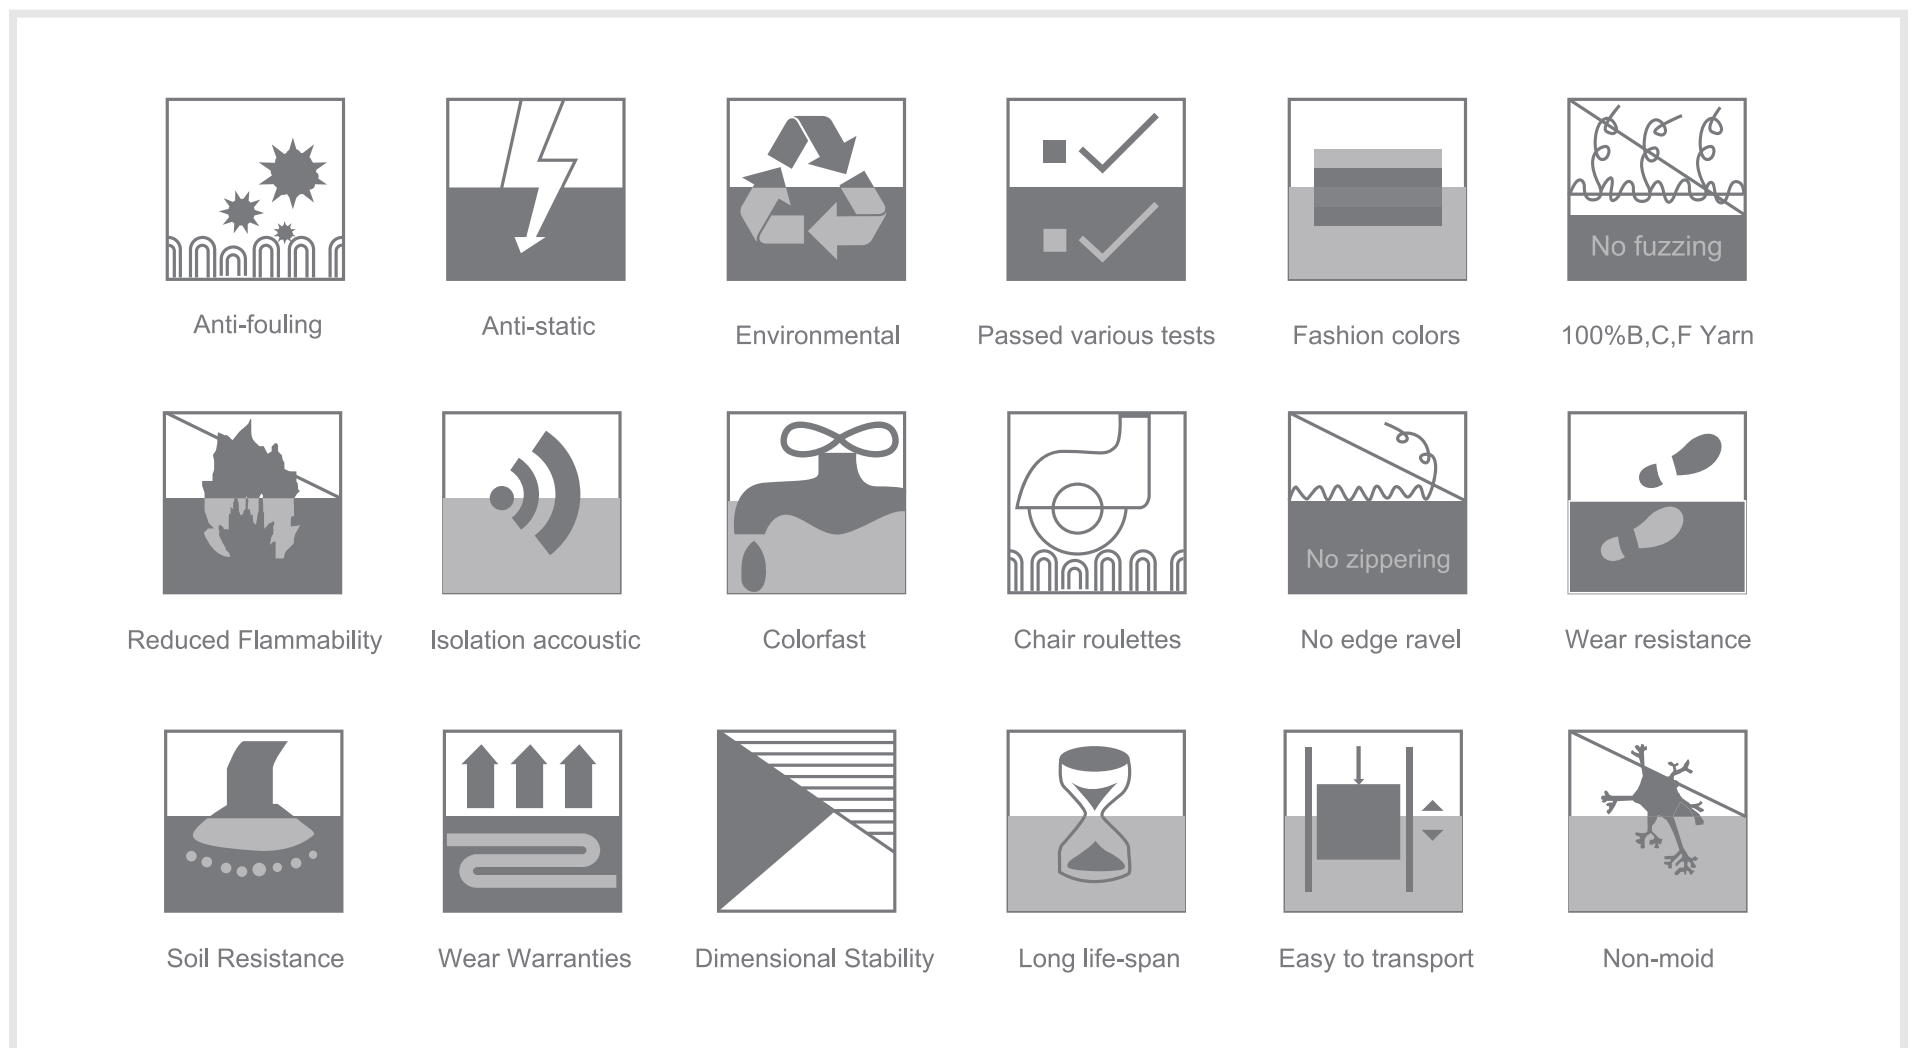 No fuzzing
Anti-fouling
Anti-static
Environmental
Passed various tests
Fashion colors
100%B,C,F Yarn
No zippering
Reduced Flammability
Isolation accoustic
Colorfast
Chair roulettes
No edge ravel
Wear resistance
Soil Resistance
Wear Warranties
Dimensional Stability
Long life-span
Easy to transport
Non-moid